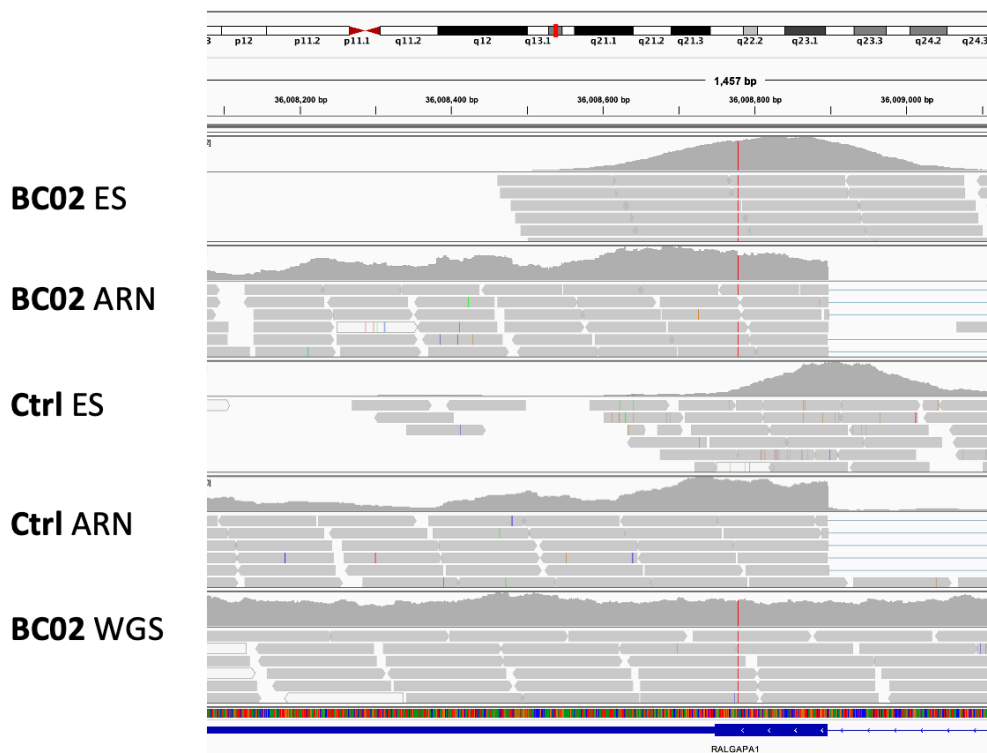 p12 p11.2 p11.1 q11.2 q12 q13.1 q21.1 q21.2 q21.3 q22.2 q23.1 q23.3 q24.2 q24.3
1,457 bp
36,008,200 bp 36,008,400 bp 36,008,600 bp 36,008,800 bp 36,009,000 bp
BC02 ES
BC02 ARN
Ctrl ES
Ctrl ARN
BC02 WGS
RALGAPA1